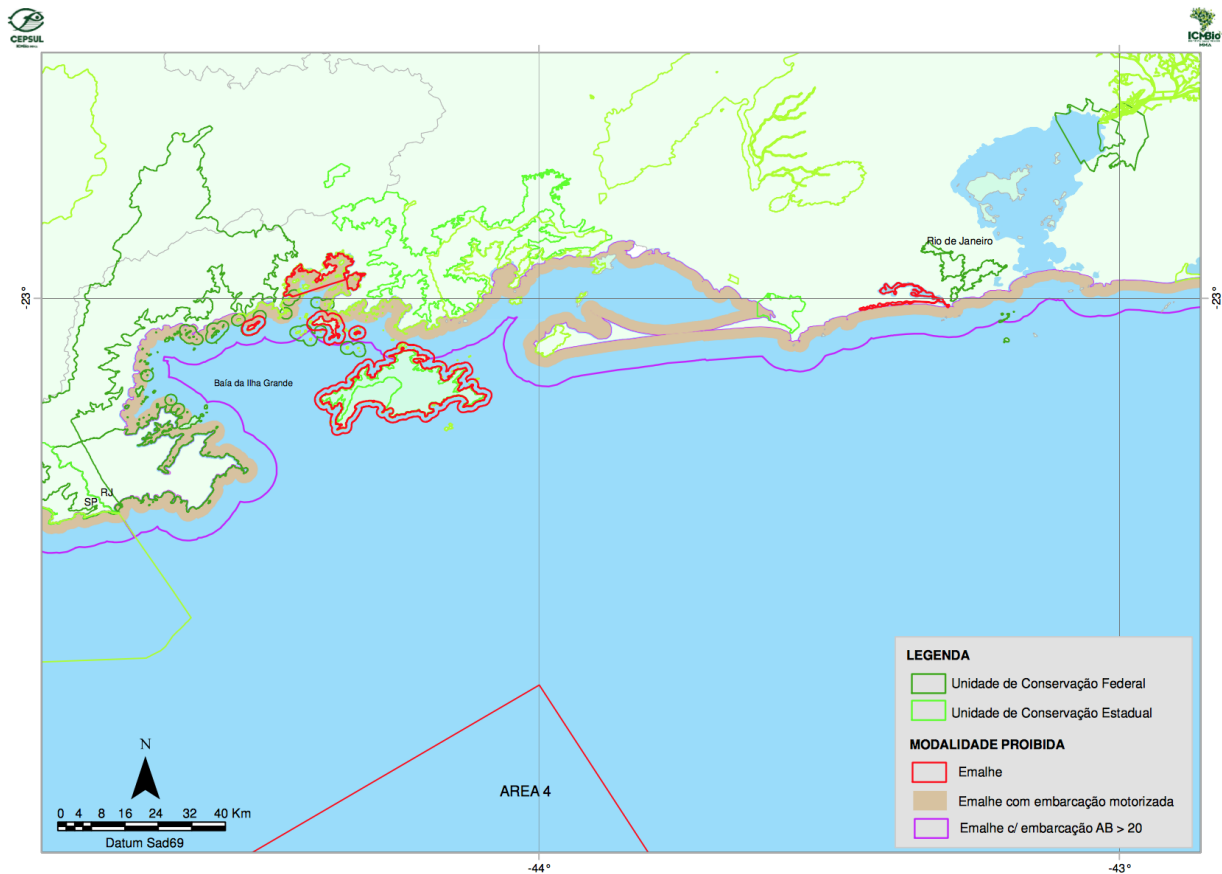 CEPSUL
ICMBio MMA
ICMBio
MMA
-23°
-23°
Rio de Janeiro
Baía da Ilha Grande
RJ
SP
AREA 4
N
0 4 8 16 24 32 40 Km
Datum Sad69
LEGENDA
Unidade de Conservação Federal
Unidade de Conservação Estadual
MODALIDADE PROIBIDA
Emalhe
Emalhe com embarcação motorizada
Emalhe c/ embarcação AB > 20
-44°
-43°